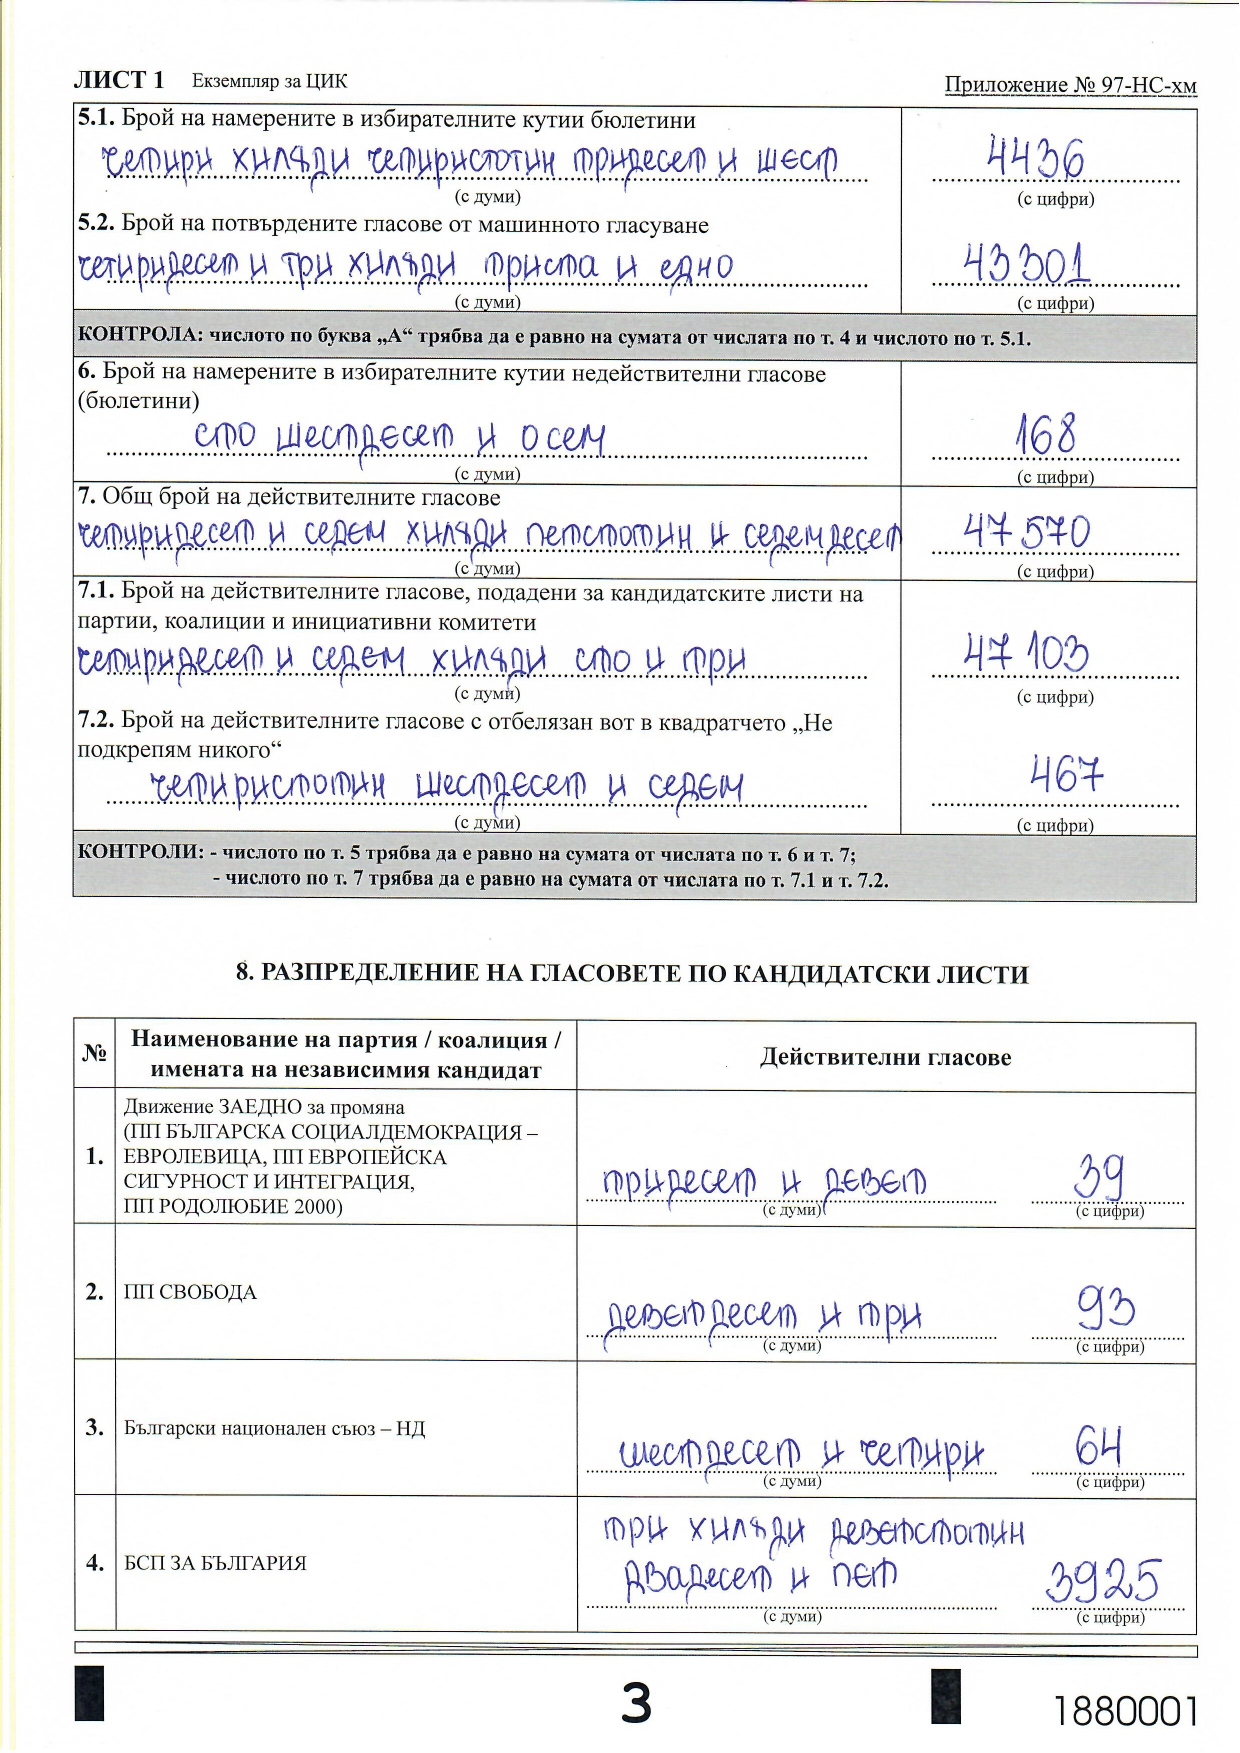 ЛИСТ 1 Екземпляр за ЦИК
Приложение № 97-НС-хм
5.1. Брой на намерените в избирателните кутии бюлетини
четири хиляди четиристотин тридесет и шест 4436
(с думи) (с цифри)
5.2. Брой на потвърдените гласове от машинното гласуване
четиридесет и три хиляди триста и едно 43301
(с думи) (с цифри)
КОНТРОЛА: числото по буква „А“ трябва да е равно на сумата от числата по т. 4 и числото по т. 5.1.
6. Брой на намерените в избирателните кутии недействителни гласове
(бюлетини)
сто шестдесет и осем 168
(с думи) (с цифри)
7. Общ брой на действителните гласове
четиридесет и седем хиляди петстотин и седемдесет 47570
(с думи) (с цифри)
7.1. Брой на действителните гласове, подадени за кандидатските листи на
партии, коалиции и инициативни комитети
четиридесет и седем хиляди сто и три 47103
(с думи) (с цифри)
7.2. Брой на действителните гласове с отбелязан вот в квадратчето „Не
подкрепям никого“
четиристотин шестдесет и седем 467
(с думи) (с цифри)
КОНТРОЛИ: - числото по т. 5 трябва да е равно на сумата от числата по т. 6 и т. 7;
- числото по т. 7 трябва да е равно на сумата от числата по т. 7.1 и т. 7.2.
8. РАЗПРЕДЕЛЕНИЕ НА ГЛАСОВЕТЕ ПО КАНДИДАТСКИ ЛИСТИ
№ Наименование на партия / коалиция /
имената на независимия кандидат Действителни гласове
Движение ЗАЕДНО за промяна
(ПП БЪЛГАРСКА СОЦИАЛДЕМОКРАЦИЯ –
1. ЕВРОЛЕВИЦА, ПП ЕВРОПЕЙСКА
СИГУРНОСТ И ИНТЕГРАЦИЯ,
ПП РОДОЛЮБИЕ 2000)
тридесет и девет 39
(с думи) (с цифри)
2. ПП СВОБОДА
деветдесет и три 93
(с думи) (с цифри)
3. Български национален съюз – НД
шестдесет и четири 64
(с думи) (с цифри)
4. БСП ЗА БЪЛГАРИЯ
три хиляди деветстотин
двадесет и пет 3925
(с думи) (с цифри)
3
1880001